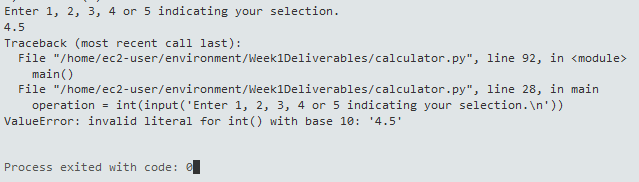 Enter 1, 2, 3, 4 or 5 indicating your selection.
4.5
Traceback (most recent call last):
  File "/home/ec2-user/environment/Week1Deliverables/calculator.py", line 92, in <module>
    main()
  File "/home/ec2-user/environment/Week1Deliverables/calculator.py", line 28, in main
    operation = int(input('Enter 1, 2, 3, 4 or 5 indicating your selection.\n'))
ValueError: invalid literal for int() with base 10: '4.5'
Process exited with code: 0